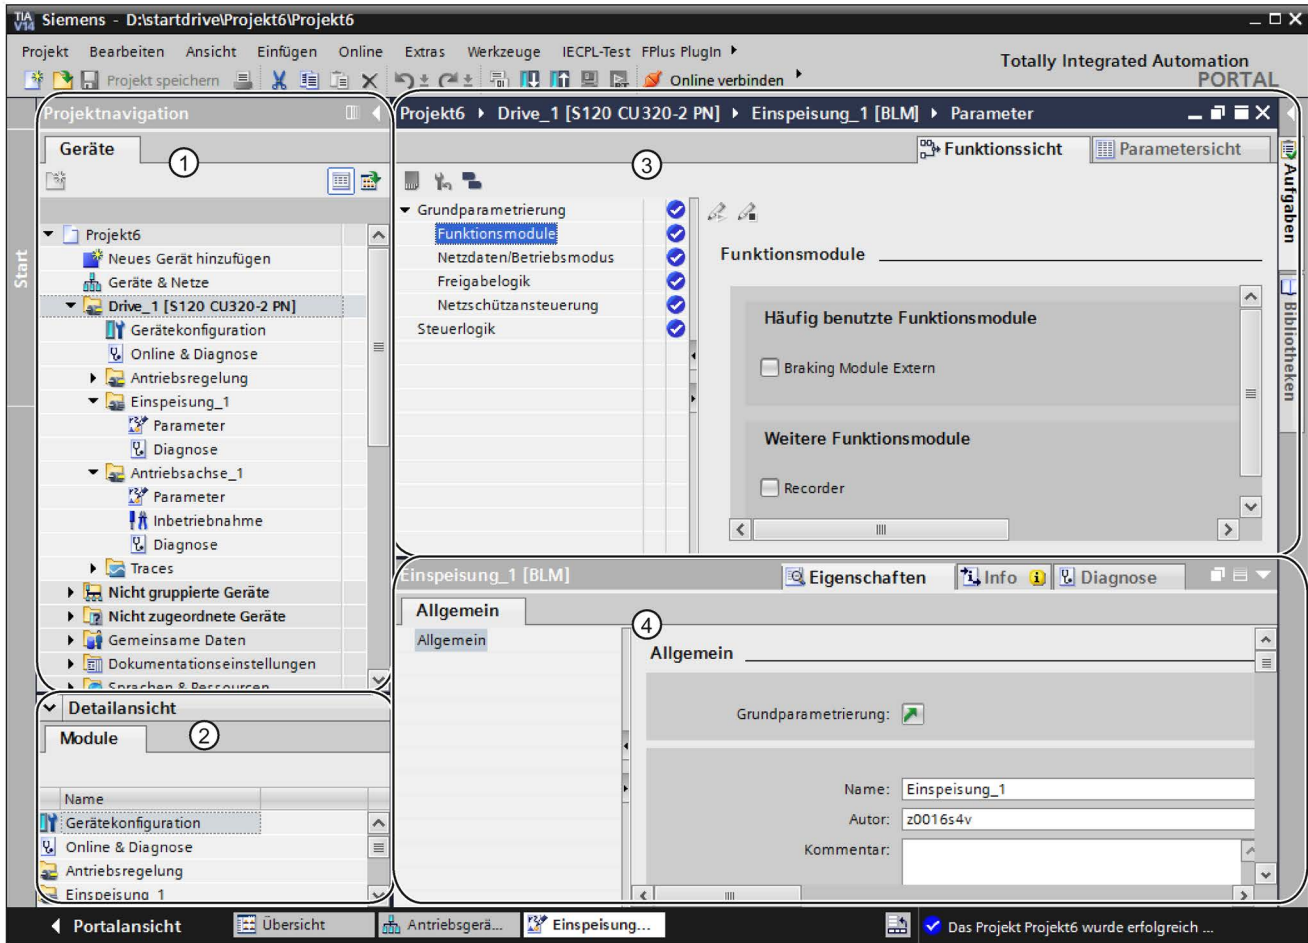 TIA V14 Siemens - D:\startdrive\Projekt6\Projekt6
Projekt Bearbeiten Ansicht Einfügen Online Extras Werkzeuge IECPL-Test FPlus PlugIn
Totally Integrated Automation
PORTAL
Projekt speichern
Online verbinden
Start
Projektnavigation
Geräte
1
Projekt6
Neues Gerät hinzufügen
Geräte & Netze
Drive_1 [S120 CU320-2 PN]
Gerätekonfiguration
Online & Diagnose
Antriebsregelung
Einspeisung_1
Parameter
Diagnose
Antriebsachse_1
Parameter
Inbetriebnahme
Diagnose
Traces
Nicht gruppierte Geräte
Nicht zugeordnete Geräte
Gemeinsame Daten
Dokumentationseinstellungen
Sprachen & Ressourcen
Detailansicht
Module
2
Name
Gerätekonfiguration
Online & Diagnose
Antriebsregelung
Einspeisung_1
Projekt6 Drive_1 [S120 CU320-2 PN] Einspeisung_1 [BLM] Parameter
3
Funktionssicht
Parametersicht
Grundparametrierung
Funktionsmodule
Netzdaten/Betriebsmodus
Freigabelogik
Netzschützansteuerung
Steuerlogik
Funktionsmodule
Häufig benutzte Funktionsmodule
Braking Module Extern
Weitere Funktionsmodule
Recorder
Aufgaben
Bibliotheken
Einspeisung_1 [BLM]
Eigenschaften
Info
Diagnose
Allgemein
4
Allgemein
Allgemein
Grundparametrierung:
Name: Einspeisung_1
Autor: z0016s4v
Kommentar:
Portalansicht
Übersicht
Antriebsgerä...
Einspeisung...
Das Projekt Projekt6 wurde erfolgreich ...